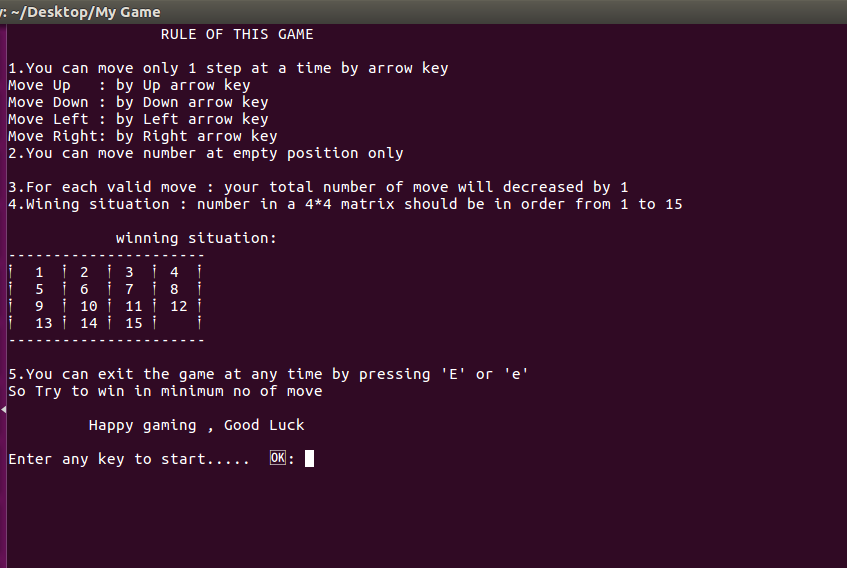 y: ~/Desktop/My Game
RULE OF THIS GAME
1.You can move only 1 step at a time by arrow key
Move Up   : by Up arrow key
Move Down : by Down arrow key
Move Left : by Left arrow key
Move Right: by Right arrow key
2.You can move number at empty position only
3.For each valid move : your total number of move will decreased by 1
4.Wining situation : number in a 4*4 matrix should be in order from 1 to 15
winning situation:
----------------------
¦  1  ¦ 2  ¦ 3  ¦ 4  ¦
¦  5  ¦ 6  ¦ 7  ¦ 8  ¦
¦  9  ¦ 10 ¦ 11 ¦ 12 ¦
¦  13 ¦ 14 ¦ 15 ¦    ¦
----------------------
5.You can exit the game at any time by pressing 'E' or 'e'
So Try to win in minimum no of move
Happy gaming , Good Luck
Enter any key to start.....  🆗: